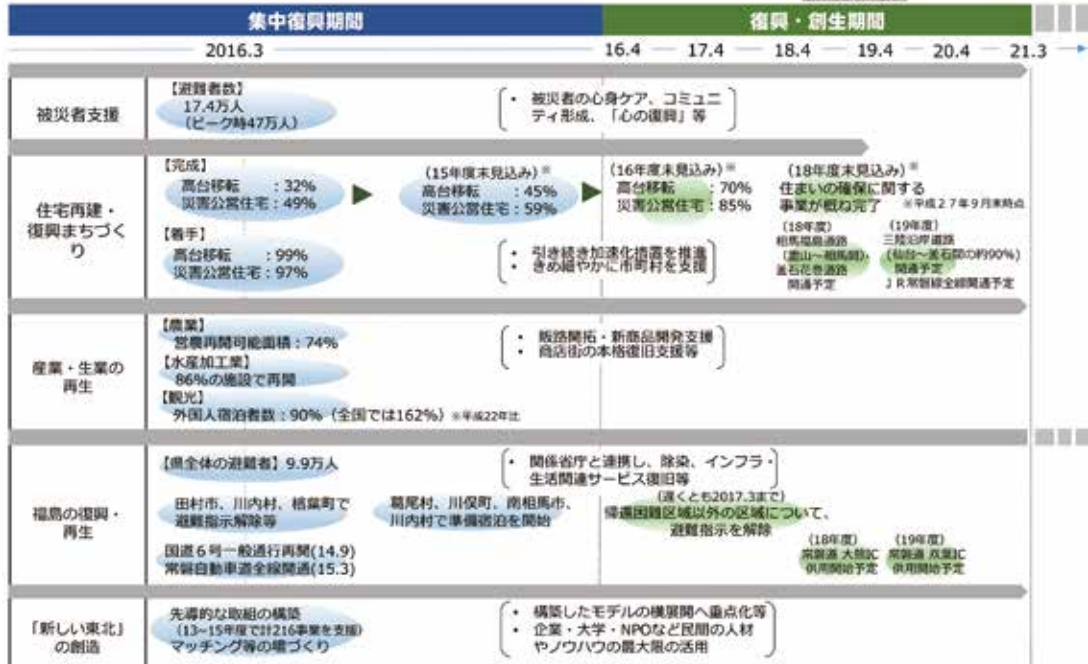 集中復興期間
復興・創生期間
2016.3
16.4
17.4
18.4
19.4
20.4
21.3
被災者支援
【避難者数】
17.4万人
(ピーク時47万人)
・ 被災者の心身ケア、コミュニ
ティ形成、「心の復興」等
住宅再建・
復興まちづく
り
【完成】
高台移転 :32%
災害公営住宅:49%
【着手】
高台移転 :99%
災害公営住宅:97%
(15年度末見込み)※
高台移転 :45%
災害公営住宅:59%
(16年度末見込み)※
高台移転 :70%
災害公営住宅:85%
(18年度末見込み)※
住まいの確保に関する
事業が概ね完了 ※平成27年9月末時点
・ 引き続き加速化措置を推進
・ きめ細やかに市町村を支援
(18年度)
相馬福島道路
(霊山~相馬間)・
釜石花巻道路
開通予定
(19年度)
三陸沿岸道路
(仙台~釜石間の約90%)
開通予定
JR常磐線全線開通予定
産業・生業の
再生
【農業】
営農再開可能面積:74%
【水産加工業】
86%の施設で再開
【観光】
外国人宿泊者数:90%(全国では162%)※平成22年比
・ 販路開拓・新商品開発支援
・ 商店街の本格復旧支援等
福島の復興・
再生
【県全体の避難者】9.9万人
田村市、川内村、楢葉町で
避難指示解除等
国道6号一般通行再開(14.9)
常磐自動車道全線開通(15.3)
葛尾村、川俣町、南相馬市、
川内村で準備宿泊を開始
・ 関係省庁と連携し、除染、インフラ・
生活関連サービス復旧等
(遅くとも2017.3まで)
帰還困難区域以外の区域について、
避難指示を解除
(18年度)
常磐道 大熊IC
供用開始予定
(19年度)
常磐道 双葉IC
供用開始予定
「新しい東北」
の創造
先導的な取組の構築
(13~15年度で計216事業を支援)
マッチング等の場づくり
・ 構築したモデルの横展開へ重点化等
・ 企業・大学・NPOなど民間の人材
やノウハウの最大限の活用